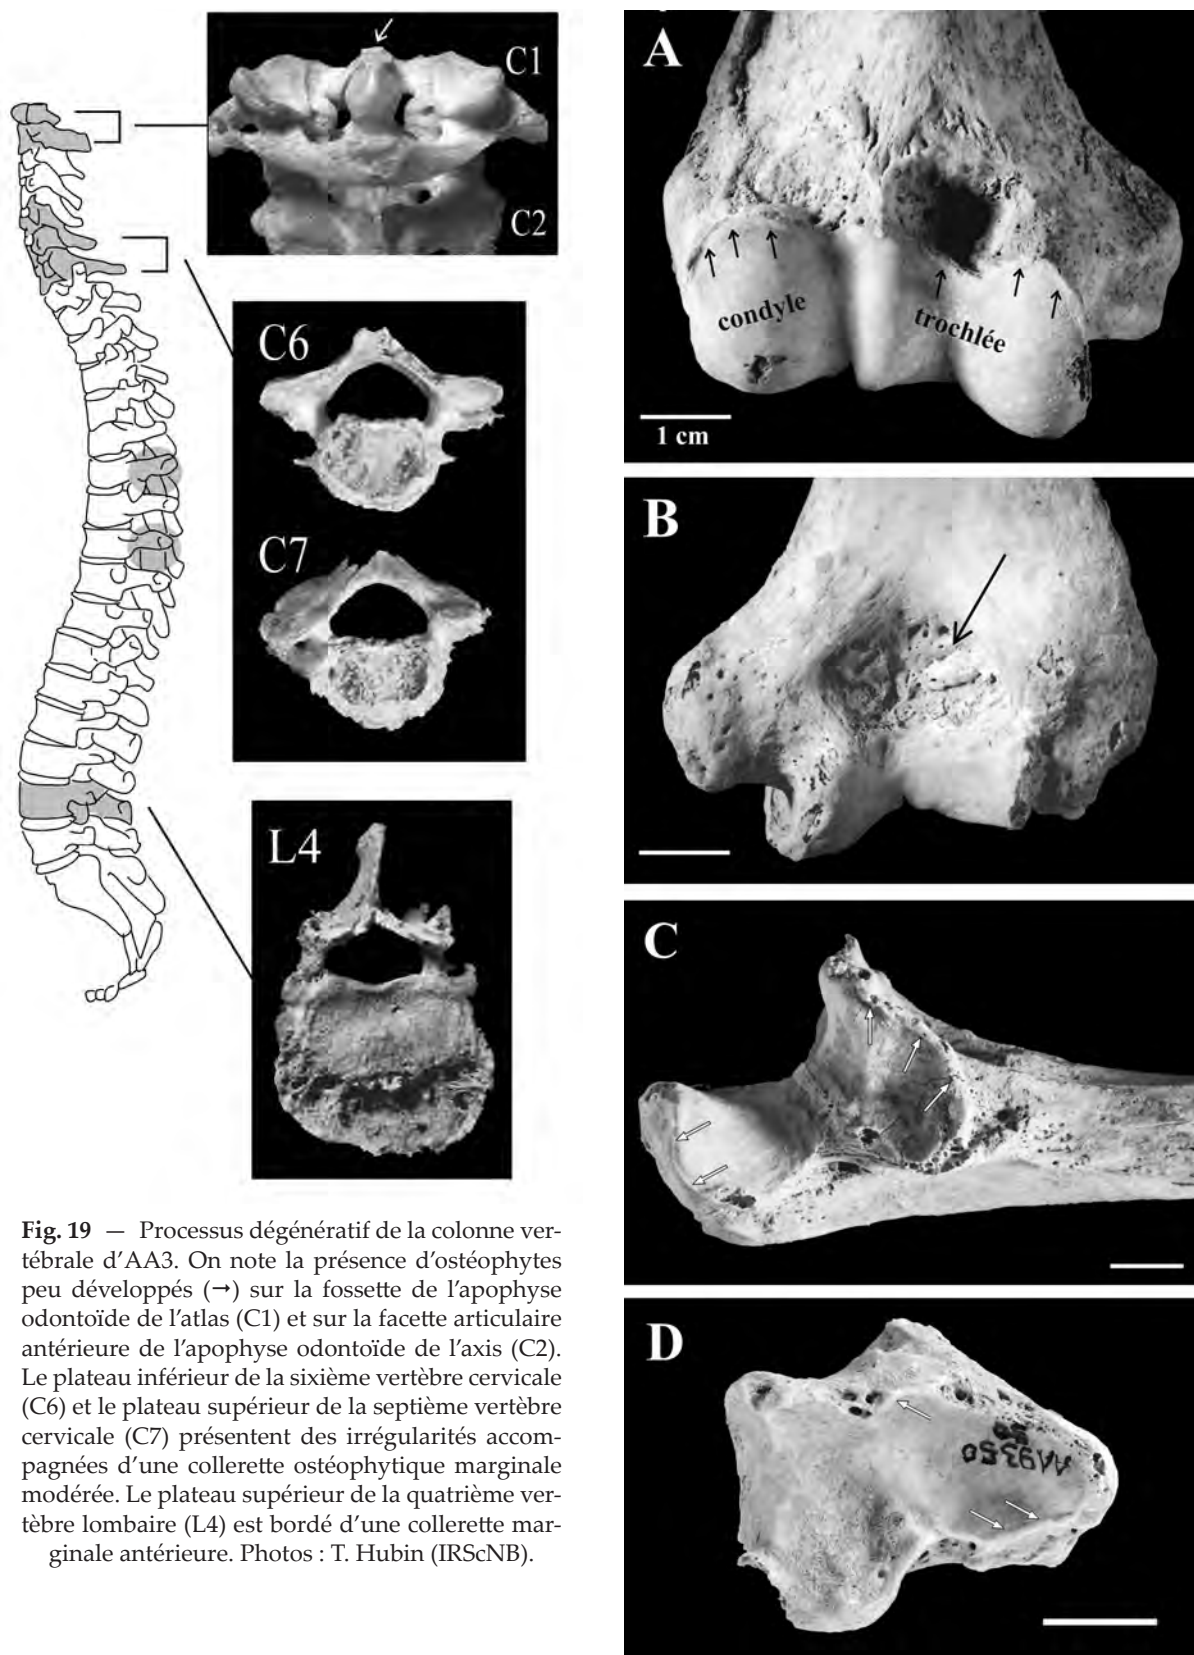 C1
C2
C6
C7
L4
Fig. 19 — Processus dégénératif de la colonne ver-
tébrale d'AA3. On note la présence d'ostéophytes
peu développés (→) sur la fossette de l'apophyse
odontoïde de l'atlas (C1) et sur la facette articulaire
antérieure de l'apophyse odontoïde de l'axis (C2).
Le plateau inférieur de la sixième vertèbre cervicale
(C6) et le plateau supérieur de la septième vertèbre
cervicale (C7) présentent des irrégularités accom-
pagnées d'une collerette ostéophytique marginale
modérée. Le plateau supérieur de la quatrième ver-
tèbre lombaire (L4) est bordé d'une collerette mar-
ginale antérieure. Photos : T. Hubin (IRScNB).
A
condyle
trochlée
1 cm
B
C
D